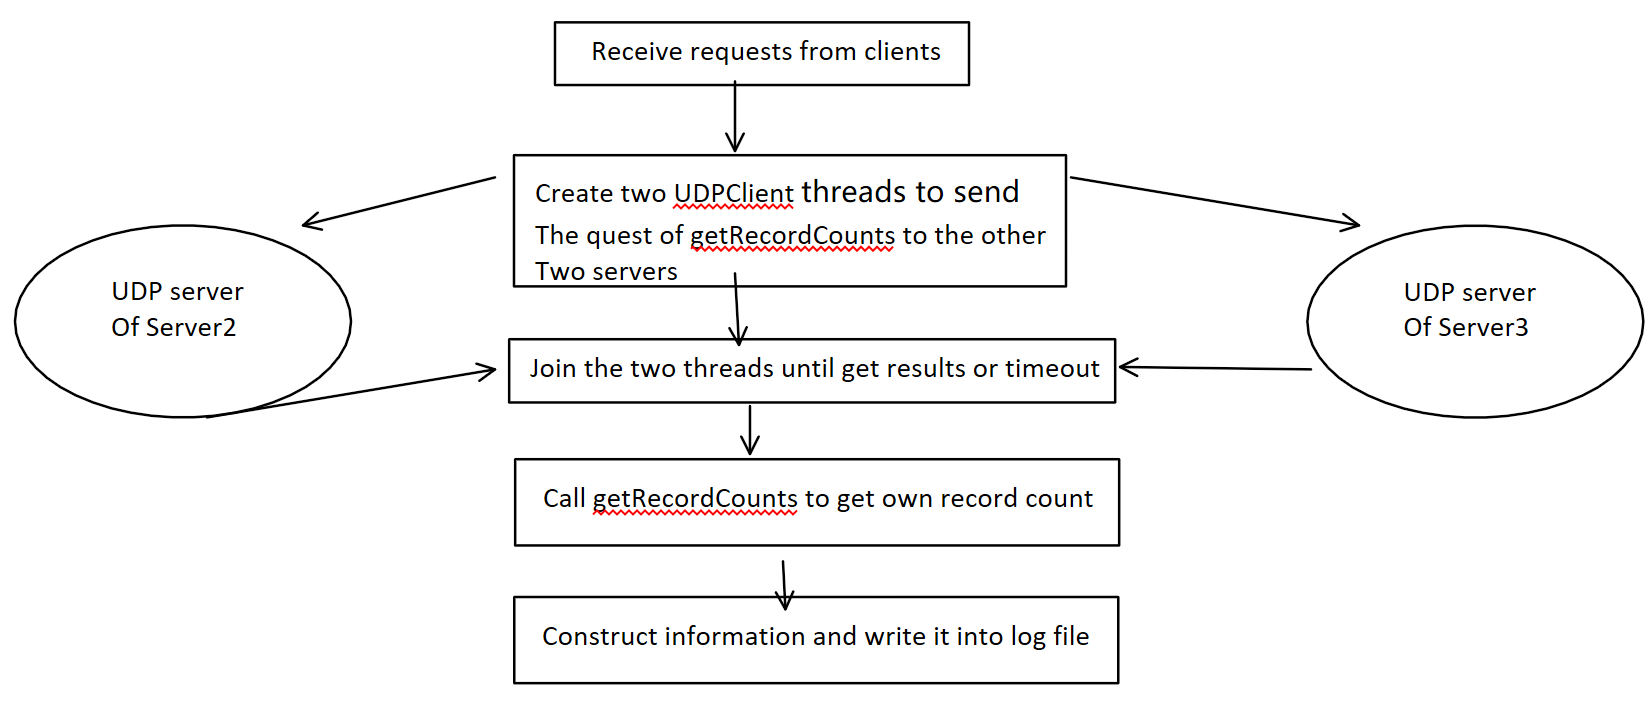 Receive requests from clients
Create two UDPClient threads to send
The quest of getRecordCounts to the other
Two servers
UDP server
Of Server2
UDP server
Of Server3
Join the two threads until get results or timeout
Call getRecordCounts to get own record count
Construct information and write it into log file